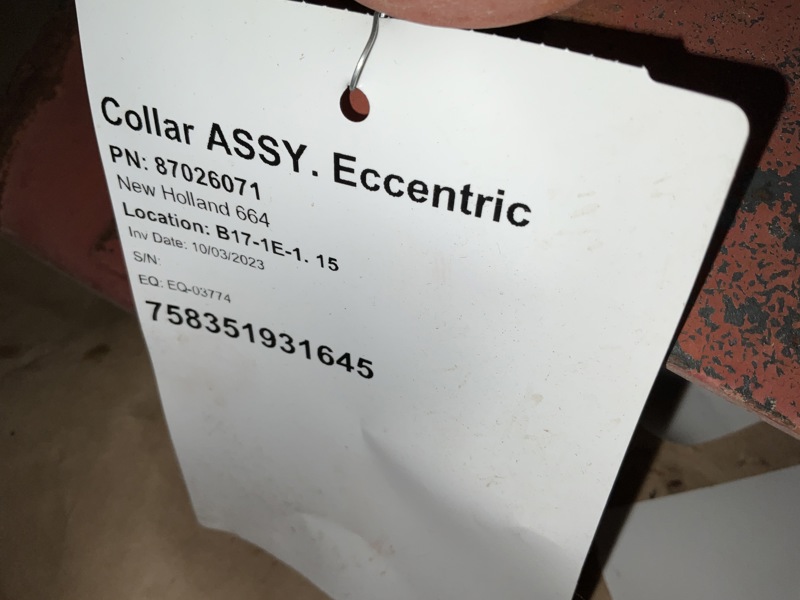 Collar ASSY. Eccentric
PN: 87026071
New Holland 664
Location: B17-1E-1. 15
Inv Date: 10/03/2023
S/N:
EQ: EQ-03774
758351931645